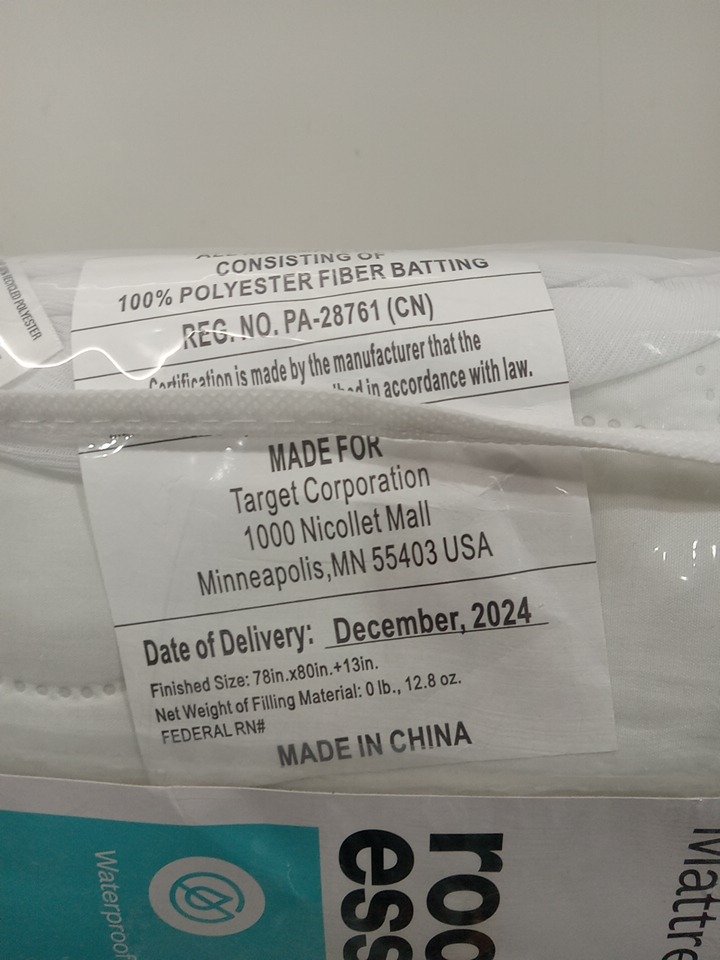 CONSISTING OF
100% POLYESTER FIBER BATTING
REG. NO. PA-28761 (CN)
Certification is made by the manufacturer that the
in accordance with law.
MADE FOR
Target Corporation
1000 Nicollet Mall
Minneapolis,MN 55403 USA
Date of Delivery: December, 2024
Finished Size: 78in.x80in.+13in.
Net Weight of Filling Material: 0 lb., 12.8 oz.
FEDERAL RN#
MADE IN CHINA
RECYCLED POLYESTER
Waterproof
roo
ess
Mattre